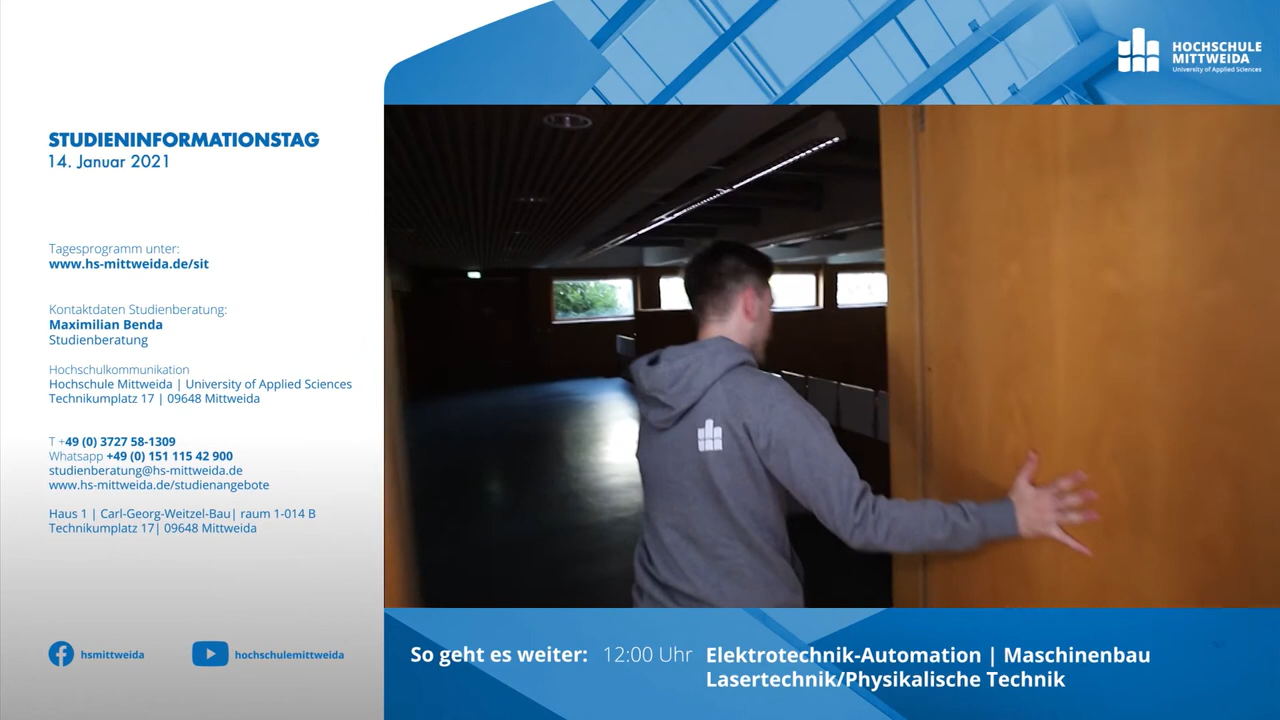 STUDIENINFORMATIONSTAG
14. Januar 2021
Tagesprogramm unter:
www.hs-mittweida.de/sit
Kontaktdaten Studienberatung:
Maximilian Benda
Studienberatung
Hochschulkommunikation
Hochschule Mittweida | University of Applied Sciences
Technikumplatz 17 | 09648 Mittweida
T +49 (0) 3727 58-1309
Whatsapp +49 (0) 151 115 42 900
studienberatung@hs-mittweida.de
www.hs-mittweida.de/studienangebote
Haus 1 | Carl-Georg-Weitzel-Bau| raum 1-014 B
Technikumplatz 17| 09648 Mittweida
hsmittweida
hochschulemittweida
HOCHSCHULE
MITTWEIDA
University of Applied Sciences
So geht es weiter: 12:00 Uhr Elektrotechnik-Automation | Maschinenbau
Lasertechnik/Physikalische Technik